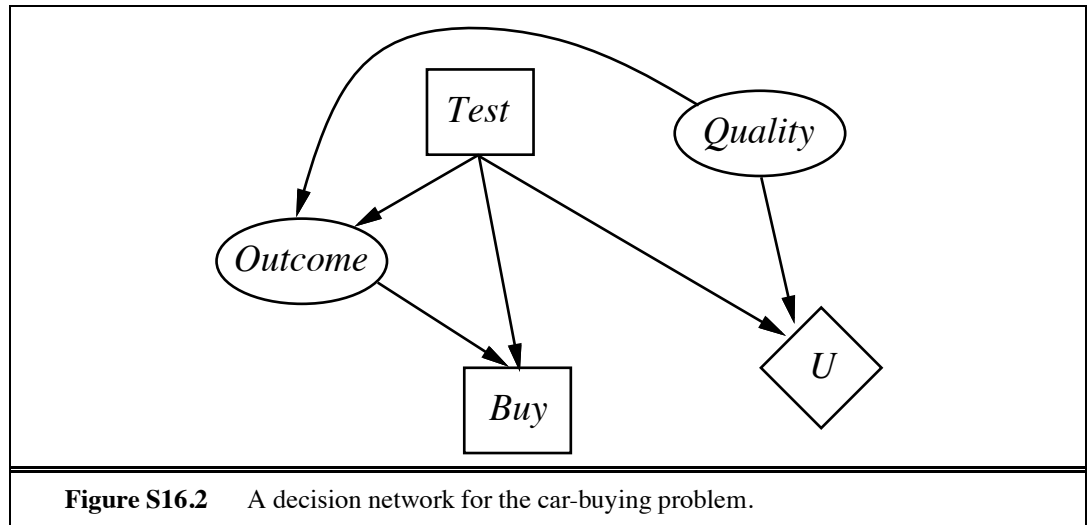 Test
Quality
Outcome
U
Buy
Figure S16.2 A decision network for the car-buying problem.